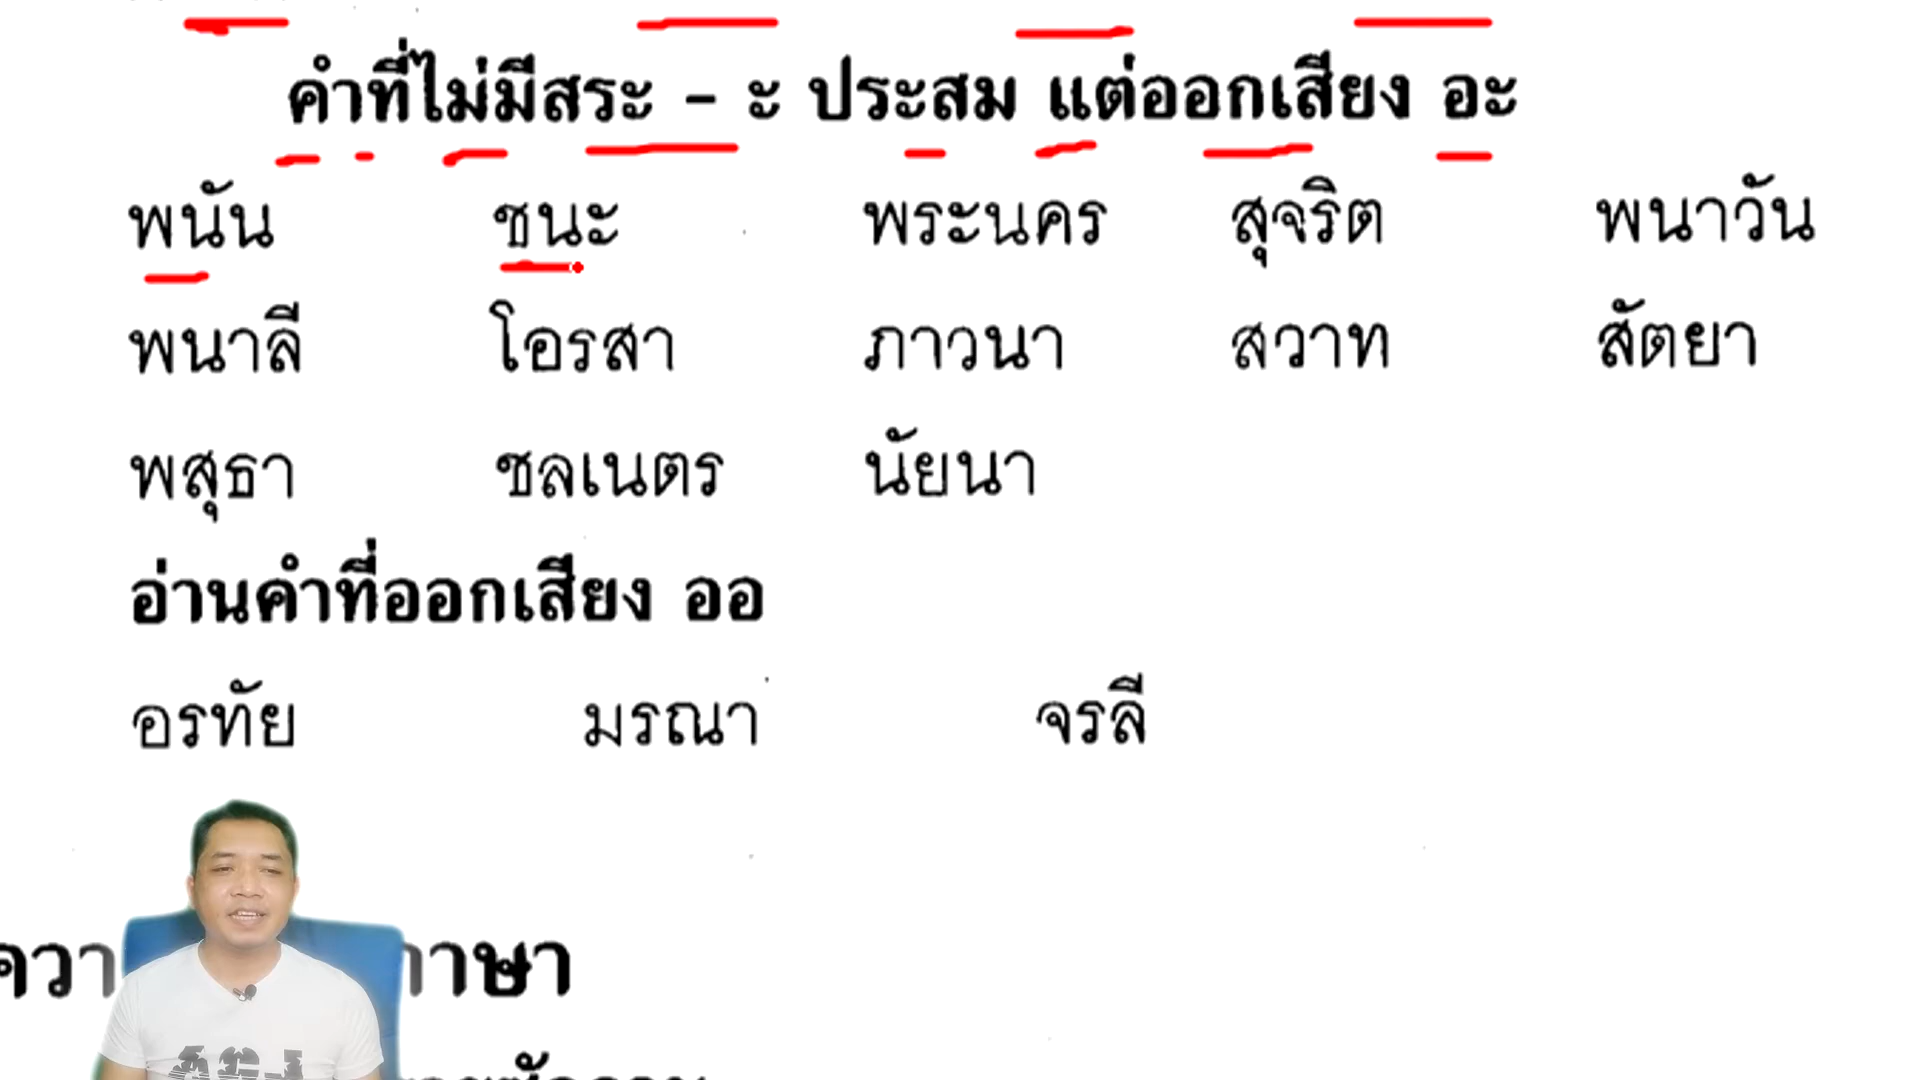 คำที่ไม่มีสระ - ะ ประสม แต่ออกเสียง อะ
พนัน ชนะ พระนคร สุจริต พนาวัน
พนาลี โอรสา ภาวนา สวาท สัตยา
พสุธา ชลเนตร นัยนา
อ่านคำที่ออกเสียง ออ
อรทัย มรณา จรลี